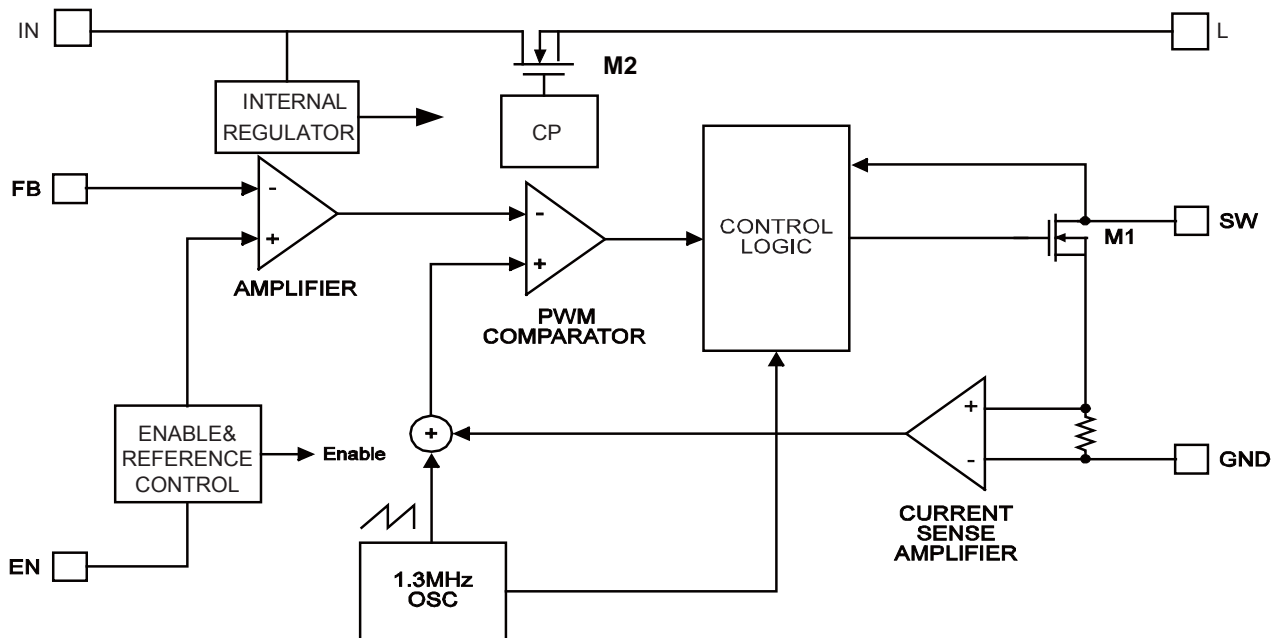 IN
L
M2
INTERNAL
REGULATOR
CP
FB
-
+
AMPLIFIER
-
+
PWM
COMPARATOR
CONTROL
LOGIC
M1
SW
ENABLE&
REFERENCE
CONTROL
Enable
+
+
-
GND
CURRENT
SENSE
AMPLIFIER
EN
1.3MHz
OSC